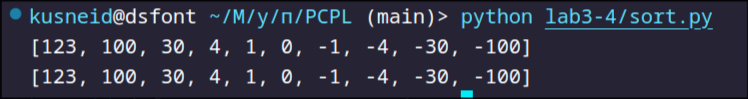 kusneid@dsfont ~/M/y/п/PCPL (main)> python lab3-4/sort.py
[123, 100, 30, 4, 1, 0, -1, -4, -30, -100]
[123, 100, 30, 4, 1, 0, -1, -4, -30, -100]